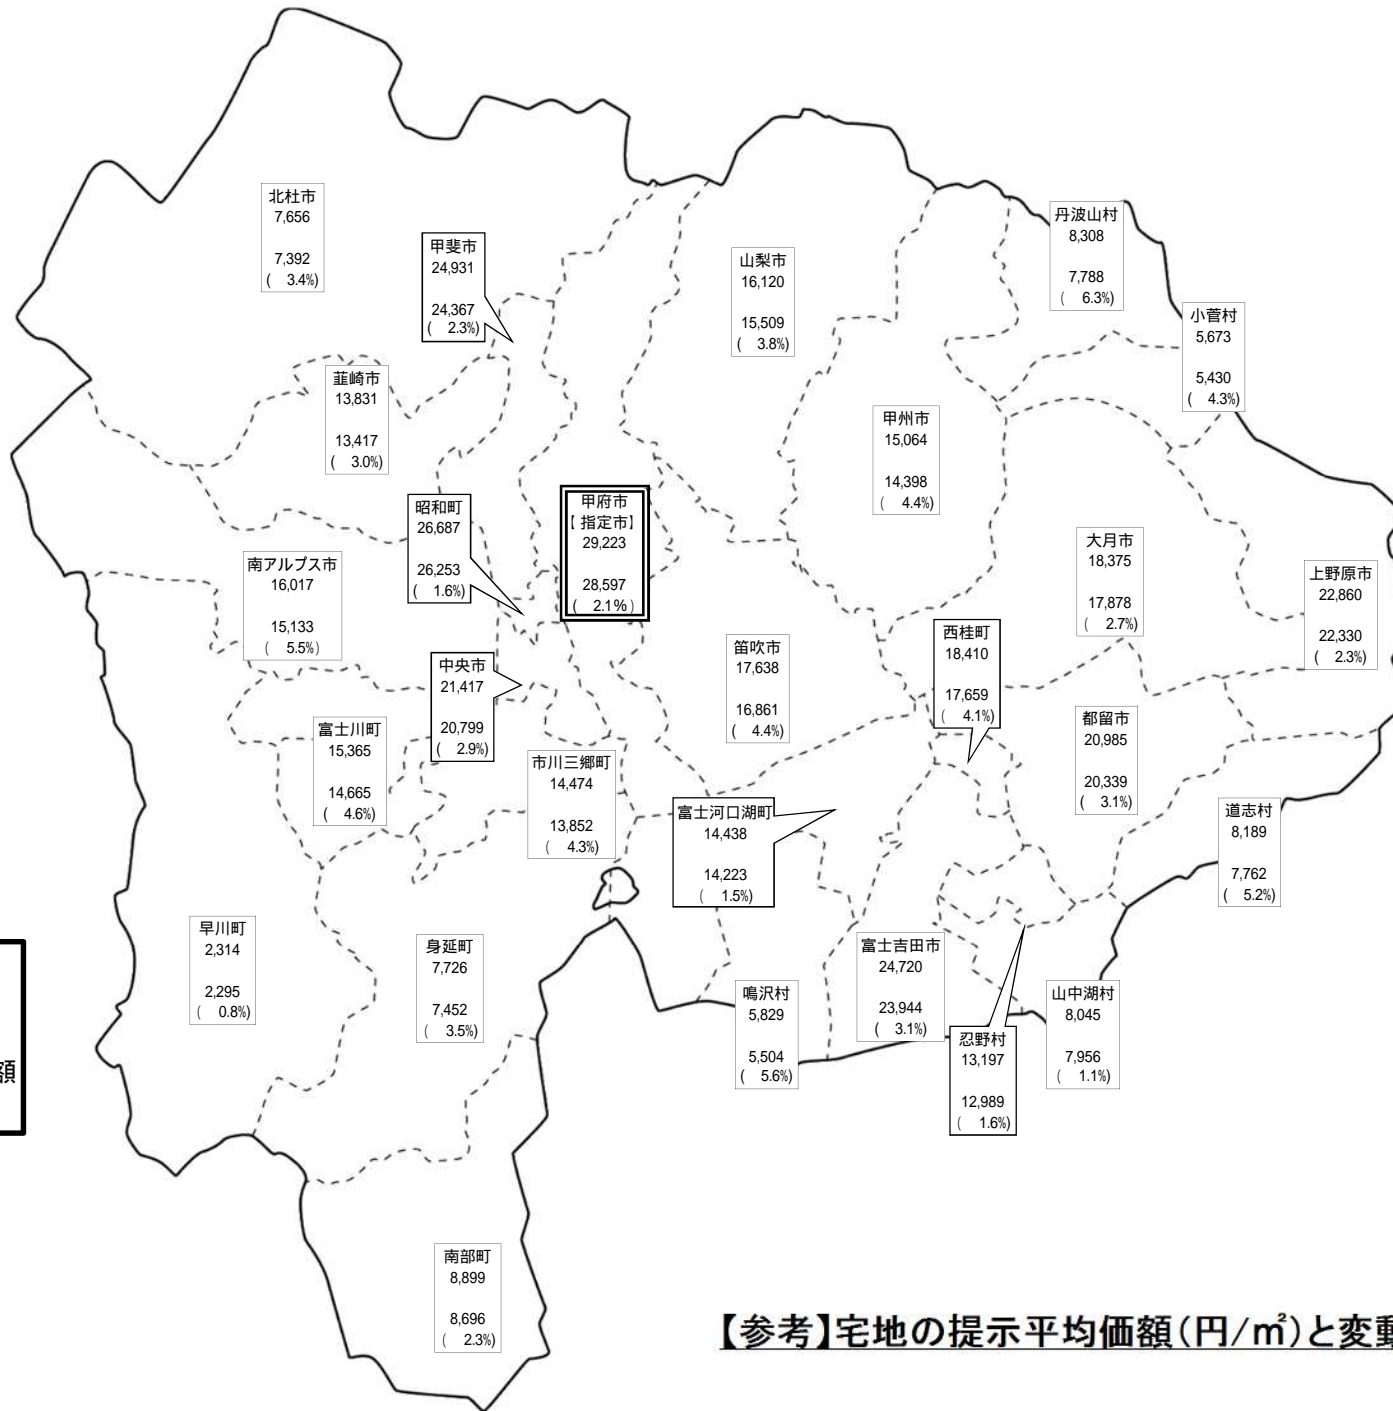 北杜市
7,656
7,392
( 3.4%)
甲斐市
24,931
24,367
( 2.3%)
山梨市
16,120
15,509
( 3.8%)
丹波山村
8,308
7,788
( 6.3%)
小菅村
5,673
5,430
( 4.3%)
韮崎市
13,831
13,417
( 3.0%)
甲州市
15,064
14,398
( 4.4%)
昭和町
26,687
26,253
( 1.6%)
甲府市
【指定市】
29,223
28,597
( 2.1%)
南アルプス市
16,017
15,133
( 5.5%)
大月市
18,375
17,878
( 2.7%)
上野原市
22,860
22,330
( 2.3%)
中央市
21,417
20,799
( 2.9%)
笛吹市
17,638
16,861
( 4.4%)
西桂町
18,410
17,659
( 4.1%)
富士川町
15,365
14,665
( 4.6%)
市川三郷町
14,474
13,852
( 4.3%)
都留市
20,985
20,339
( 3.1%)
富士河口湖町
14,438
14,223
( 1.5%)
道志村
8,189
7,762
( 5.2%)
早川町
2,314
2,295
( 0.8%)
身延町
7,726
7,452
( 3.5%)
富士吉田市
24,720
23,944
( 3.1%)
鳴沢村
5,829
5,504
( 5.6%)
忍野村
13,197
12,989
( 1.6%)
山中湖村
8,045
7,956
( 1.1%)
額
南部町
8,899
8,696
( 2.3%)
【参考】宅地の提示平均価額(円/㎡)と変動